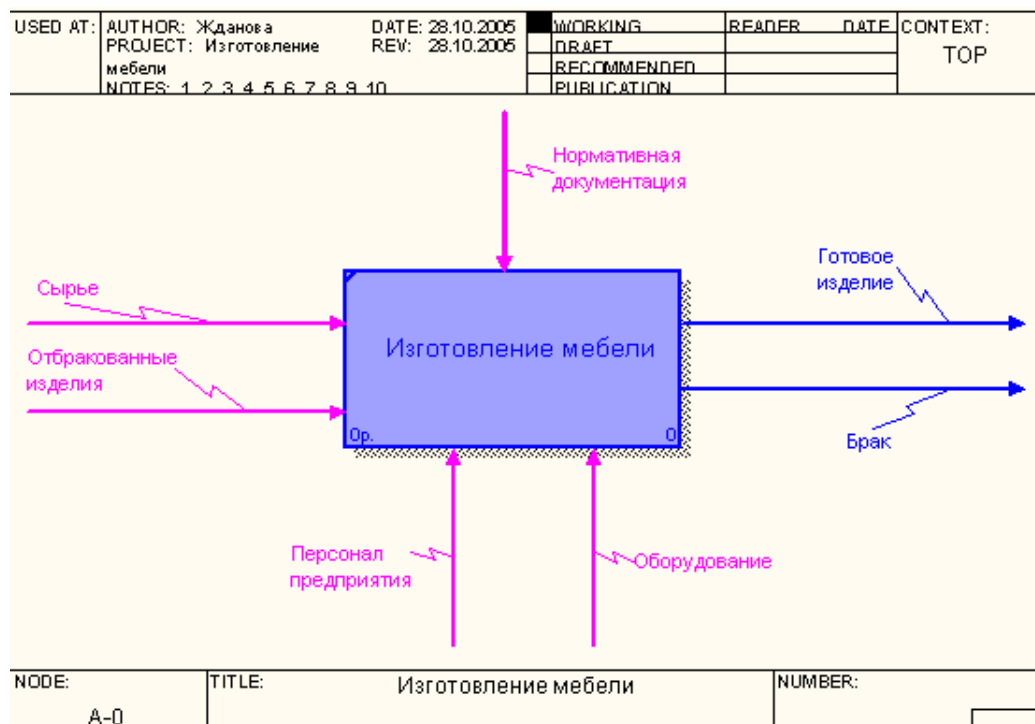 USED AT:
AUTHOR: Жданова
DATE: 28.10.2005
PROJECT: Изготовление
REV: 28.10.2005
мебели
NOTES: 1 2 3 4 5 6 7 8 9 10
WORKING
DRAFT
RECOMMENDED
PUBLICATION
READER DATE
CONTEXT:
TOP
Нормативная
документация
Сырье
Отбракованные
изделия
Изготовление мебели
0р. 0
Готовое
изделие
Брак
Персонал
предприятия
Оборудование
NODE:
A-0
TITLE:
Изготовление мебели
NUMBER: